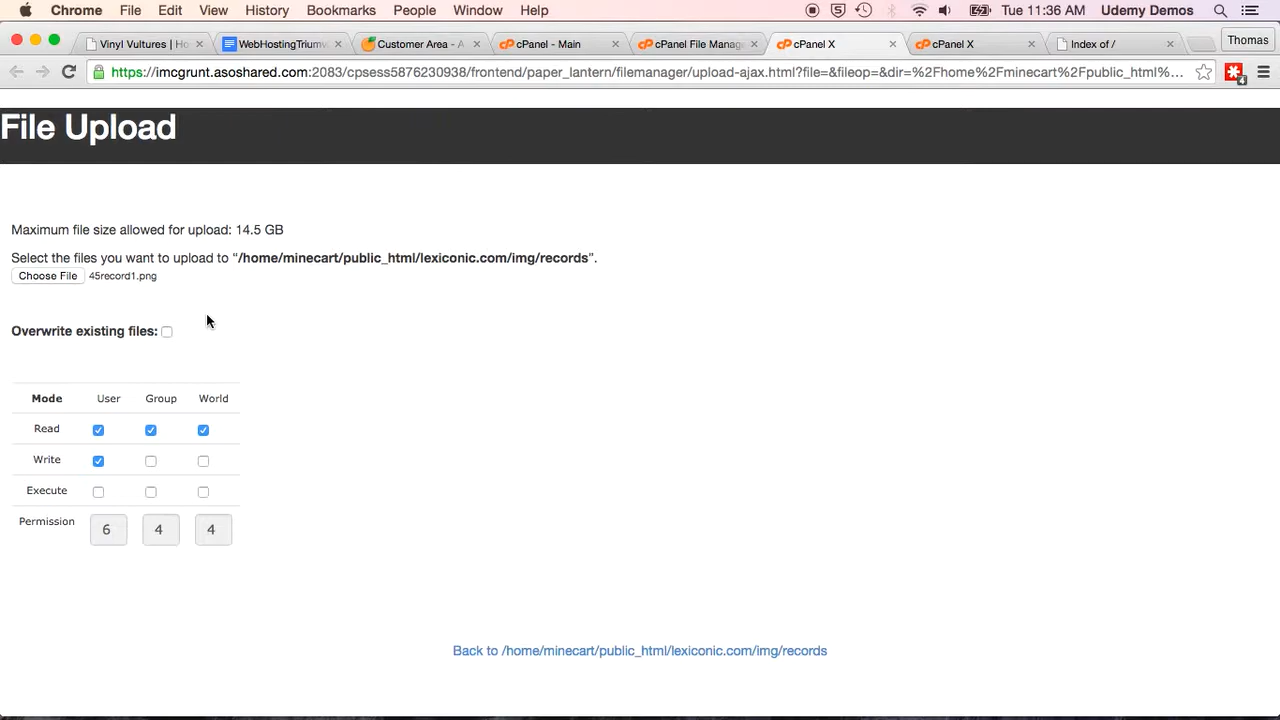 Chrome File Edit View History Bookmarks People Window Help Tue 11:36 AM Udemy Demos
Vinyl Vultures | Ho WebHostingTriumv Customer Area - A cPanel - Main cPanel File Manag cPanel X cPanel X Index of / Thomas
https://imcgrunt.asoshared.com:2083/cpsess5876230958/frontend/paper_lantern/filemanager/upload-ajax.html?file=&fileop=&dir=%2Fhome%2Fminecart%2Fpublic_html%... 4
File Upload
Maximum file size allowed for upload: 14.5 GB
Select the files you want to upload to “/home/minecart/public_html/lexiconic.com/img/records”.
Choose File 45record1.png
Overwrite existing files:
Mode User Group World
Read
Write
Execute
Permission 6 4 4
Back to /home/minecart/public_html/lexiconic.com/img/records